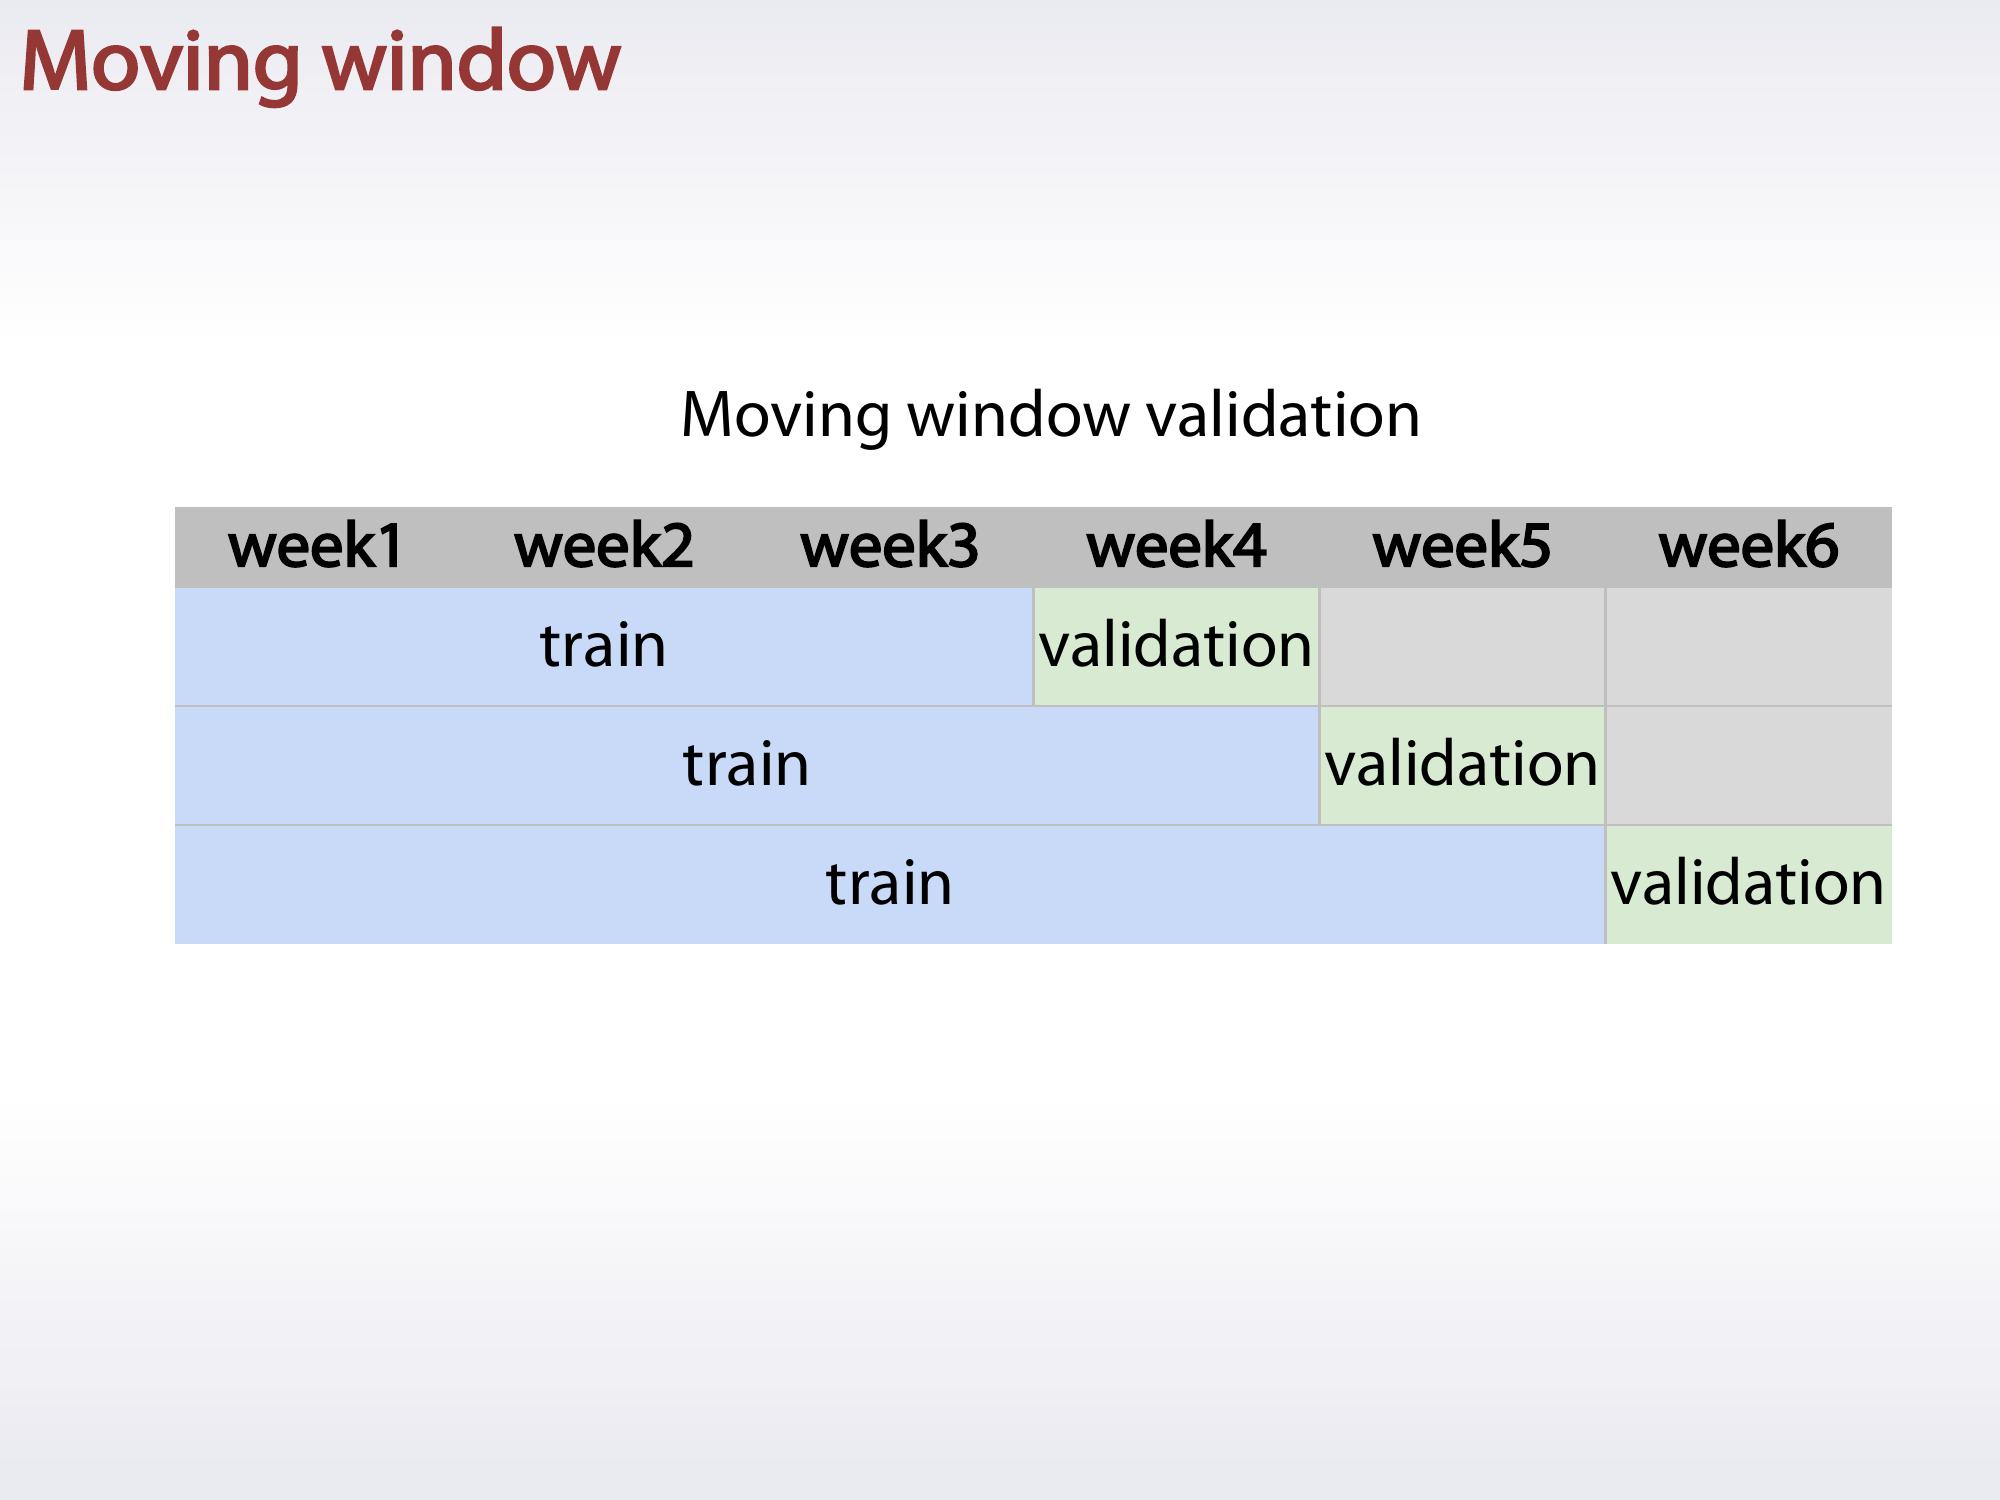 Moving window
Moving window validation
week1 week2 week3 week4 week5 week6
train validation
train validation
train validation